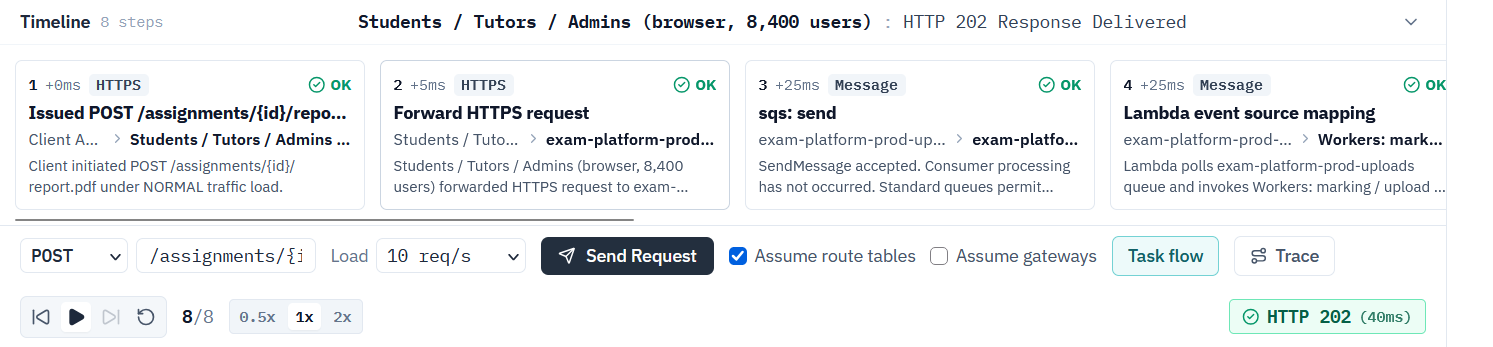 Timeline 8 steps Students / Tutors / Admins (browser, 8,400 users) : HTTP 202 Response Delivered
1 +0ms HTTPS OK
Issued POST /assignments/{id}/repo...
Client A... > Students / Tutors / Admins ...
Client initiated POST /assignments/{id}/
report.pdf under NORMAL traffic load.
2 +5ms HTTPS OK
Forward HTTPS request
Students / Tuto... > exam-platform-prod...
Students / Tutors / Admins (browser, 8,400
users) forwarded HTTPS request to exam-...
3 +25ms Message OK
sqs: send
exam-platform-prod-up... > exam-platfo...
SendMessage accepted. Consumer processing
has not occurred. Standard queues permit...
4 +25ms Message OK
Lambda event source mapping
exam-platform-prod-... > Workers: mark...
Lambda polls exam-platform-prod-uploads
queue and invokes Workers: marking / upload ...
POST /assignments/{i Load 10 req/s Send Request Assume route tables Assume gateways Task flow Trace
8/8 0.5x 1x 2x HTTP 202 (40ms)